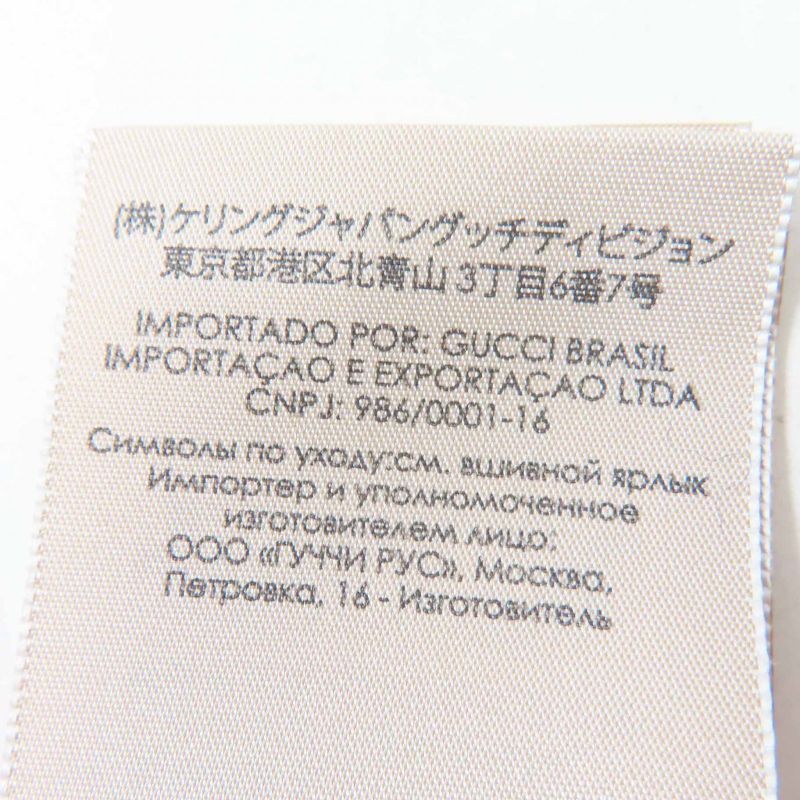 (株)ケリングジャパングッチディビジョン
東京都港区北青山 3丁目6番7号
IMPORTADO POR: GUCCI BRASIL
IMPORTAÇAO E EXPORTAÇAO LTDA
CNPJ: 986/0001-16
Символы по уходу:см. вшивной ярлык
Импортер и уполномоченное
изготовителем лицо:
ООО «ГУЧЧИ РУС», Москва,
Петровка, 16 - Изготовитель